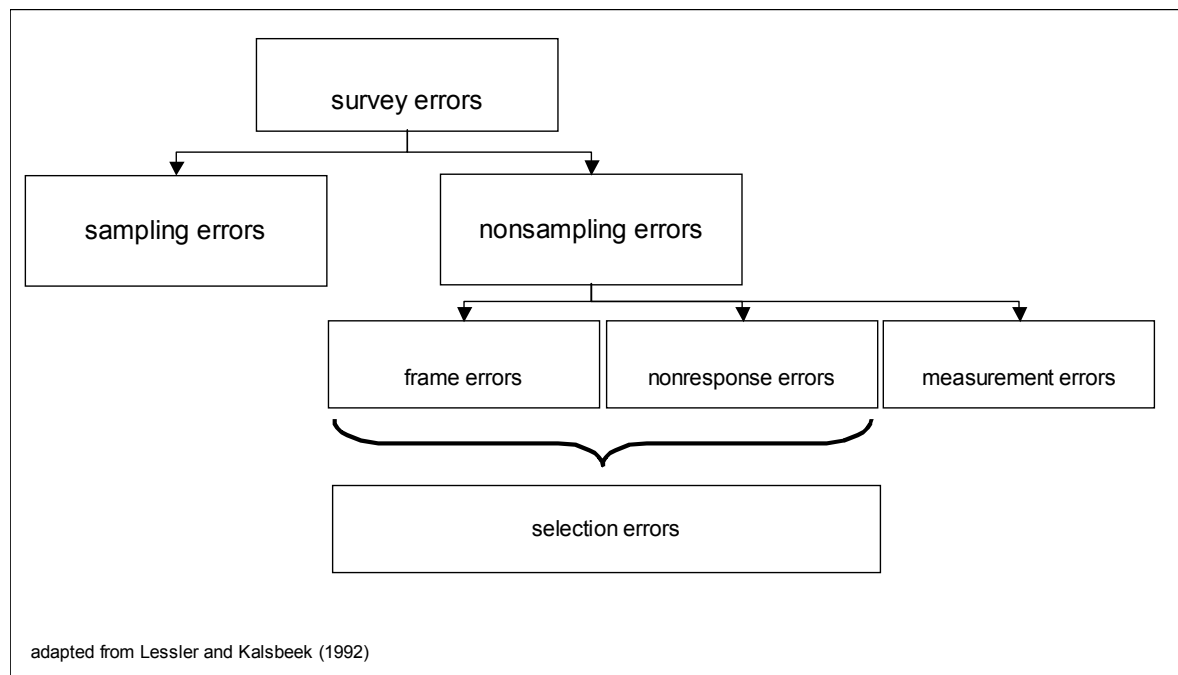 survey errors
sampling errors
nonsampling errors
frame errors
nonresponse errors
measurement errors
selection errors
adapted from Lessler and Kalsbeek (1992)